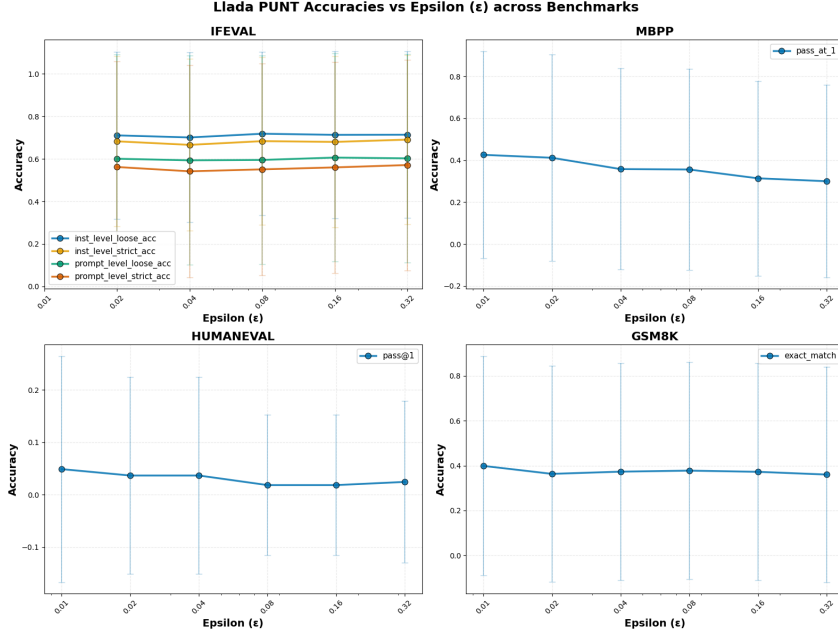 Llada PUNT Accuracies vs Epsilon (ε) across Benchmarks
IFEVAL
Accuracy
1.0
0.8
0.6
0.4
0.2
0.0
inst_level_loose_acc
inst_level_strict_acc
prompt_level_loose_acc
prompt_level_strict_acc
0.01
0.02
0.04
0.08
0.16
0.32
Epsilon (ε)
MBPP
Accuracy
0.8
0.6
0.4
0.2
0.0
−0.2
pass_at_1
0.01
0.02
0.04
0.08
0.16
0.32
Epsilon (ε)
HUMANEVAL
Accuracy
0.2
0.1
0.0
−0.1
pass@1
0.01
0.02
0.04
0.08
0.16
0.32
Epsilon (ε)
GSM8K
Accuracy
0.8
0.6
0.4
0.2
0.0
exact_match
0.01
0.02
0.04
0.08
0.16
0.32
Epsilon (ε)